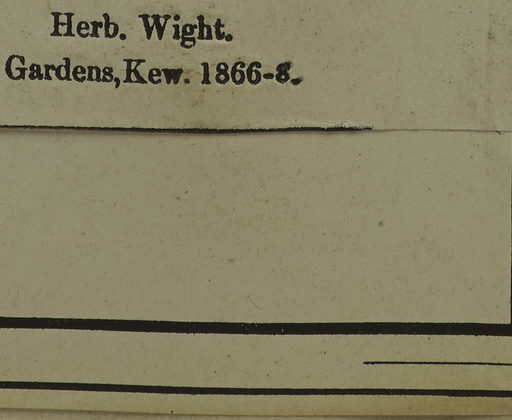 Herb. Wight.
Gardens, Kew. 1866-8.